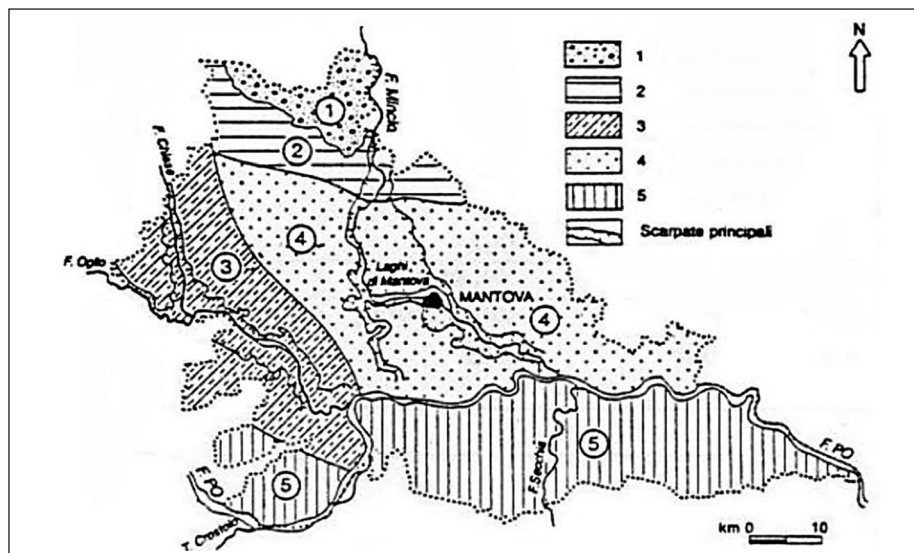 N
1
2
3
4
5
Scarpate principali
F. Mincio
1
2
F. Chiese
4
3
F. Oglio
Laghi
di Mantova
MANTOVA
4
5
F. Secchia
F. PO
5
F. PO
T. Crostolo
km 0 10